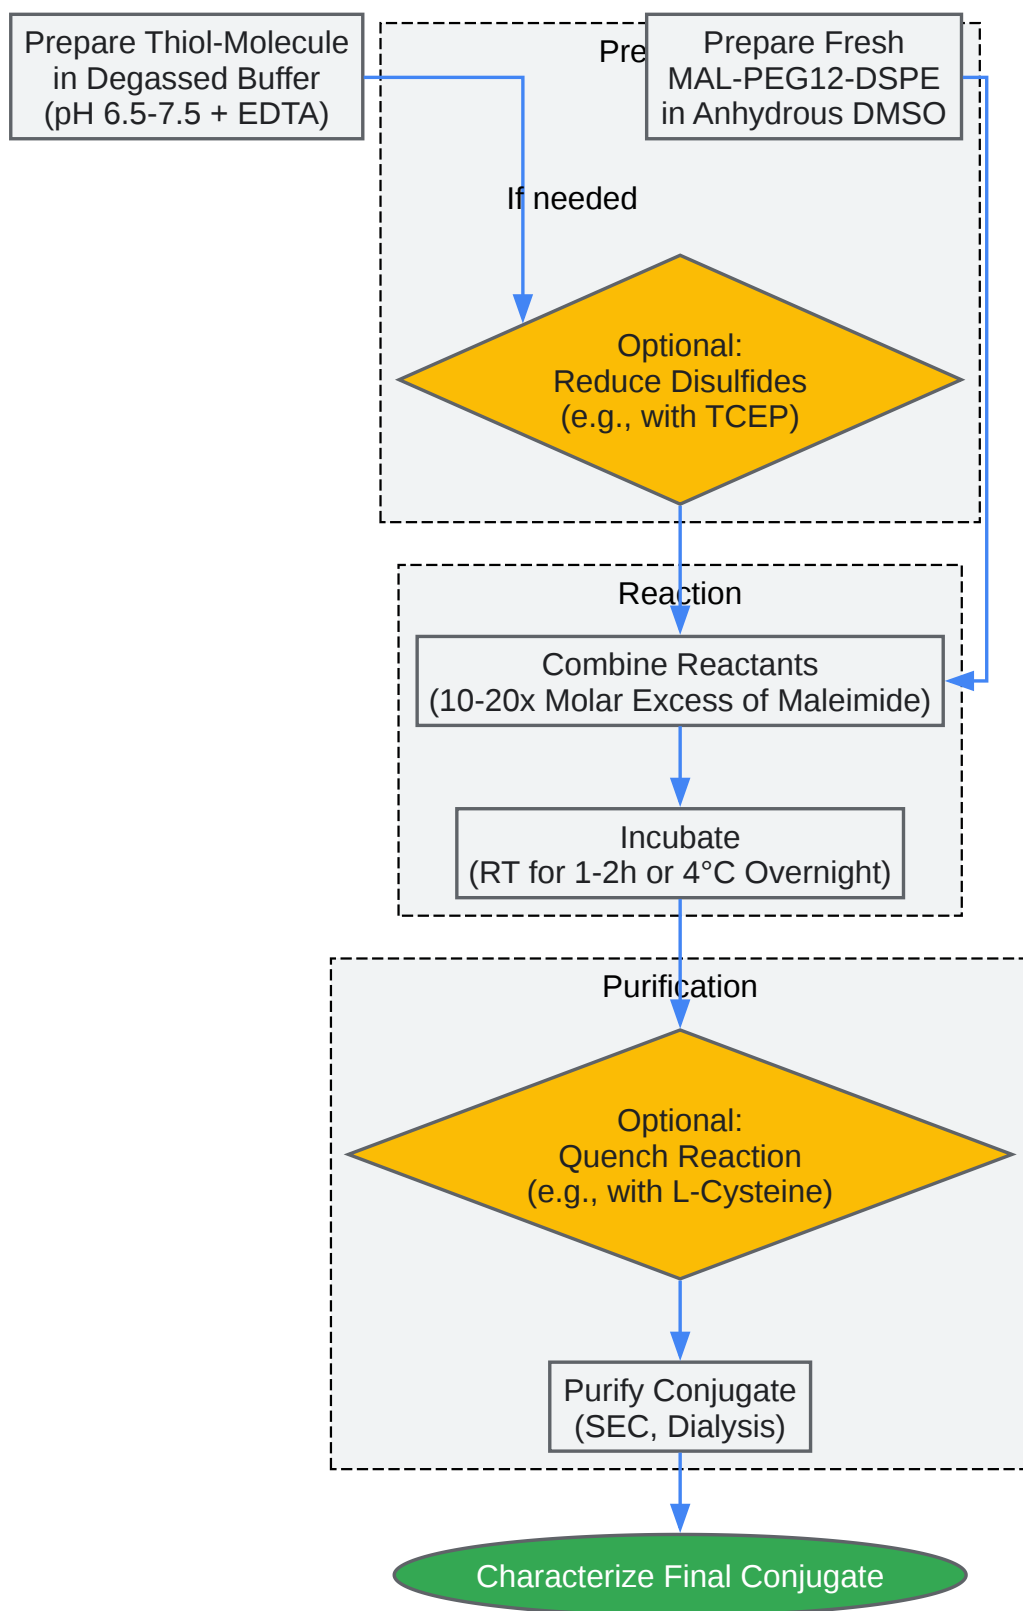 Prepare Thiol-Molecule
in Degassed Buffer
(pH 6.5-7.5 + EDTA)
Prepare Fresh
MAL-PEG12-DSPE
in Anhydrous DMSO
If needed
Optional:
Reduce Disulfides
(e.g., with TCEP)
Reaction
Combine Reactants
(10-20x Molar Excess of Maleimide)
Incubate
(RT for 1-2h or 4°C Overnight)
Purification
Optional:
Quench Reaction
(e.g., with L-Cysteine)
Purify Conjugate
(SEC, Dialysis)
Characterize Final Conjugate